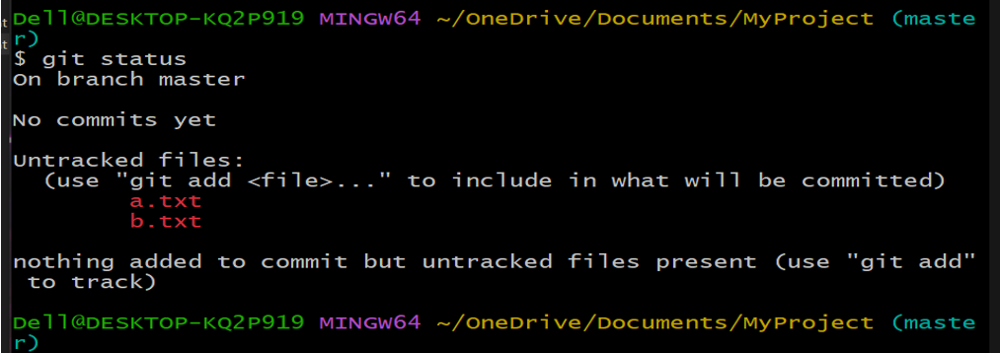 Dell@DESKTOP-KQ2P919 MINGW64 ~/OneDrive/Documents/MyProject (maste
r)
$ git status
On branch master

No commits yet

Untracked files:
  (use "git add <file>..." to include in what will be committed)
        a.txt
        b.txt

nothing added to commit but untracked files present (use "git add"
 to track)

Dell@DESKTOP-KQ2P919 MINGW64 ~/OneDrive/Documents/MyProject (maste
r)